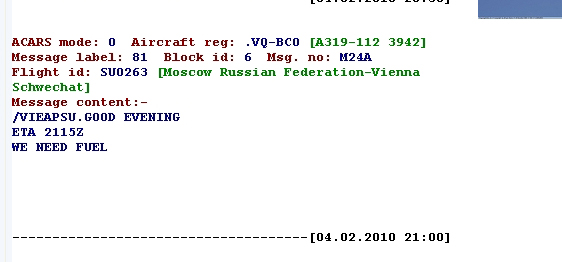 ACARS mode: O  Aircraft reg: .VQ-BCO [A319-112 3942]
Message label: 81  Block id: 6  Msg. no: M24A
Flight id: SU0263 [Moscow Russian Federation-Vienna
Schwechat]
Message content:-
/VIEAPSU.GOOD EVENING
ETA 2115Z
WE NEED FUEL
-------------------------------------[04.02.2010 21:00]